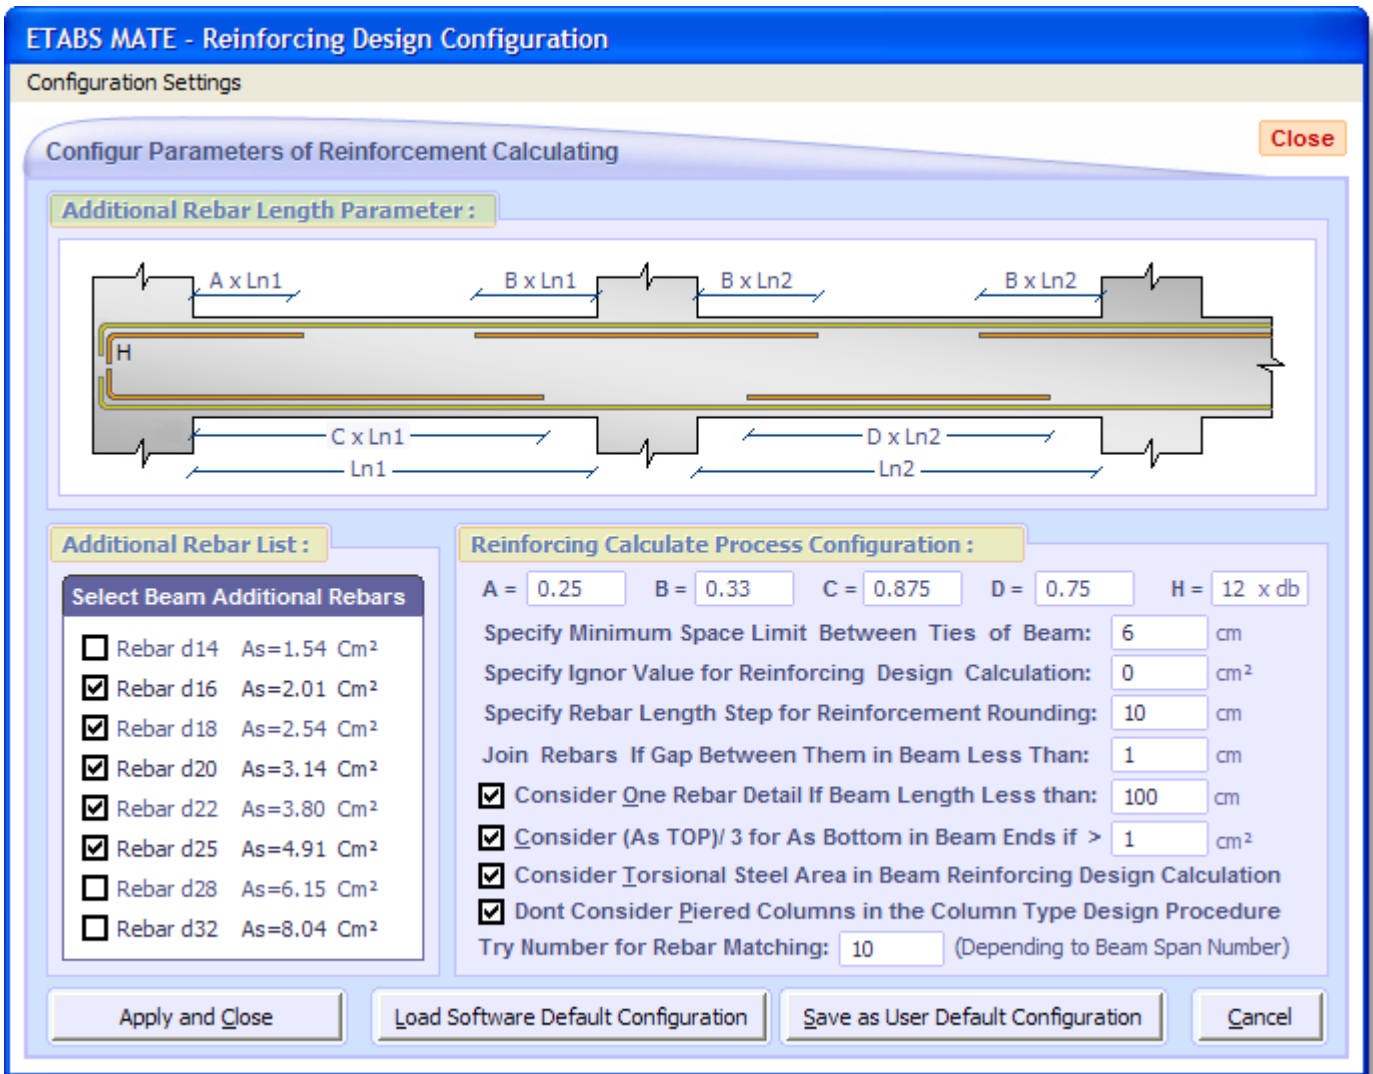 ETABS MATE - Reinforcing Design Configuration
Configuration Settings
Close
Configur Parameters of Reinforcement Calculating
Additional Rebar Length Parameter :
A x Ln1 B x Ln1 B x Ln2 B x Ln2
H
C x Ln1 D x Ln2
Ln1 Ln2
Additional Rebar List :
Select Beam Additional Rebars
Rebar d14 As=1.54 Cm²
Rebar d16 As=2.01 Cm²
Rebar d18 As=2.54 Cm²
Rebar d20 As=3.14 Cm²
Rebar d22 As=3.80 Cm²
Rebar d25 As=4.91 Cm²
Rebar d28 As=6.15 Cm²
Rebar d32 As=8.04 Cm²
Reinforcing Calculate Process Configuration :
A = 0.25 B = 0.33 C = 0.875 D = 0.75 H = 12 x db
Specify Minimum Space Limit Between Ties of Beam: 6 cm
Specify Ignor Value for Reinforcing Design Calculation: 0 cm²
Specify Rebar Length Step for Reinforcement Rounding: 10 cm
Join Rebars If Gap Between Them in Beam Less Than: 1 cm
Consider One Rebar Detail If Beam Length Less than: 100 cm
Consider (As TOP)/ 3 for As Bottom in Beam Ends if > 1 cm²
Consider Torsional Steel Area in Beam Reinforcing Design Calculation
Dont Consider Piered Columns in the Column Type Design Procedure
Try Number for Rebar Matching: 10 (Depending to Beam Span Number)
Apply and Close
Load Software Default Configuration
Save as User Default Configuration
Cancel